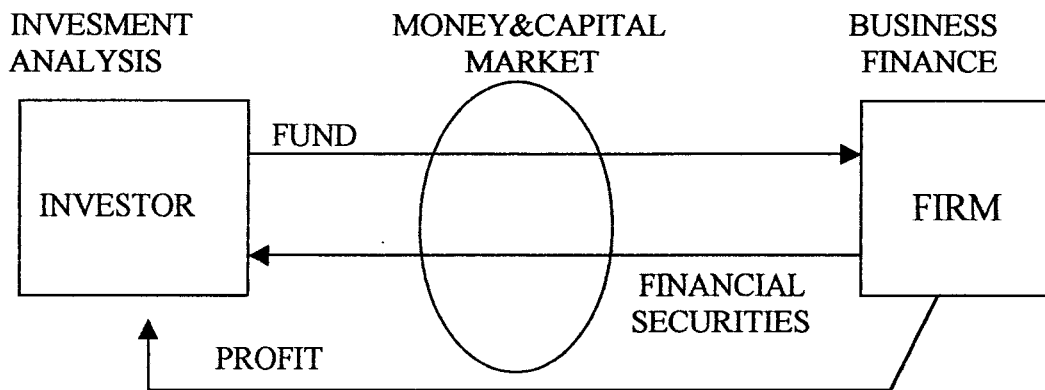 INVESMENT
ANALYSIS
MONEY&CAPITAL
MARKET
BUSINESS
FINANCE
FUND
INVESTOR
FIRM
FINANCIAL
SECURITIES
PROFIT